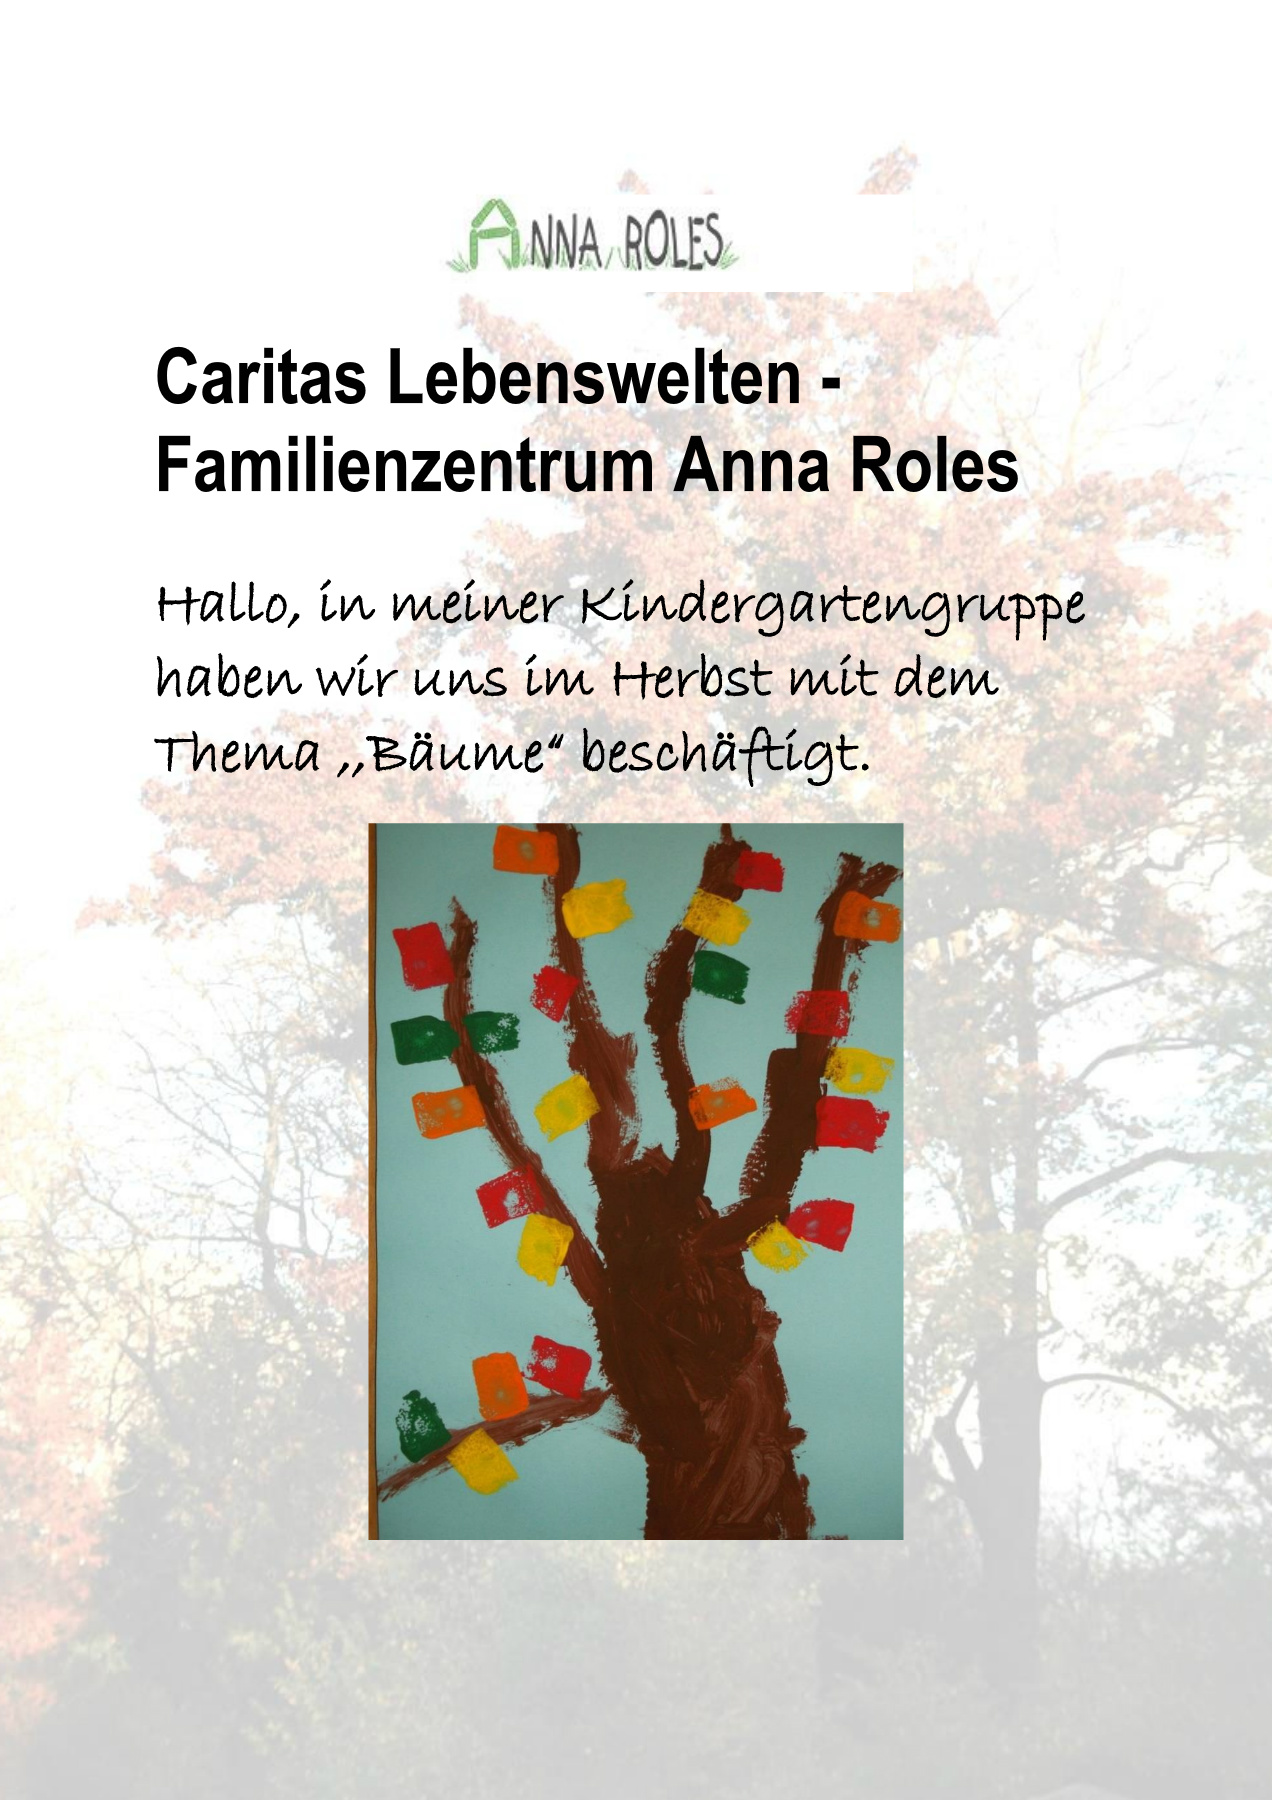 ANNA ROLES
Caritas Lebenswelten -
Familienzentrum Anna Roles
Hallo, in meiner Kindergartengruppe
haben wir uns im Herbst mit dem
Thema ,,Bäume“ beschäftigt.